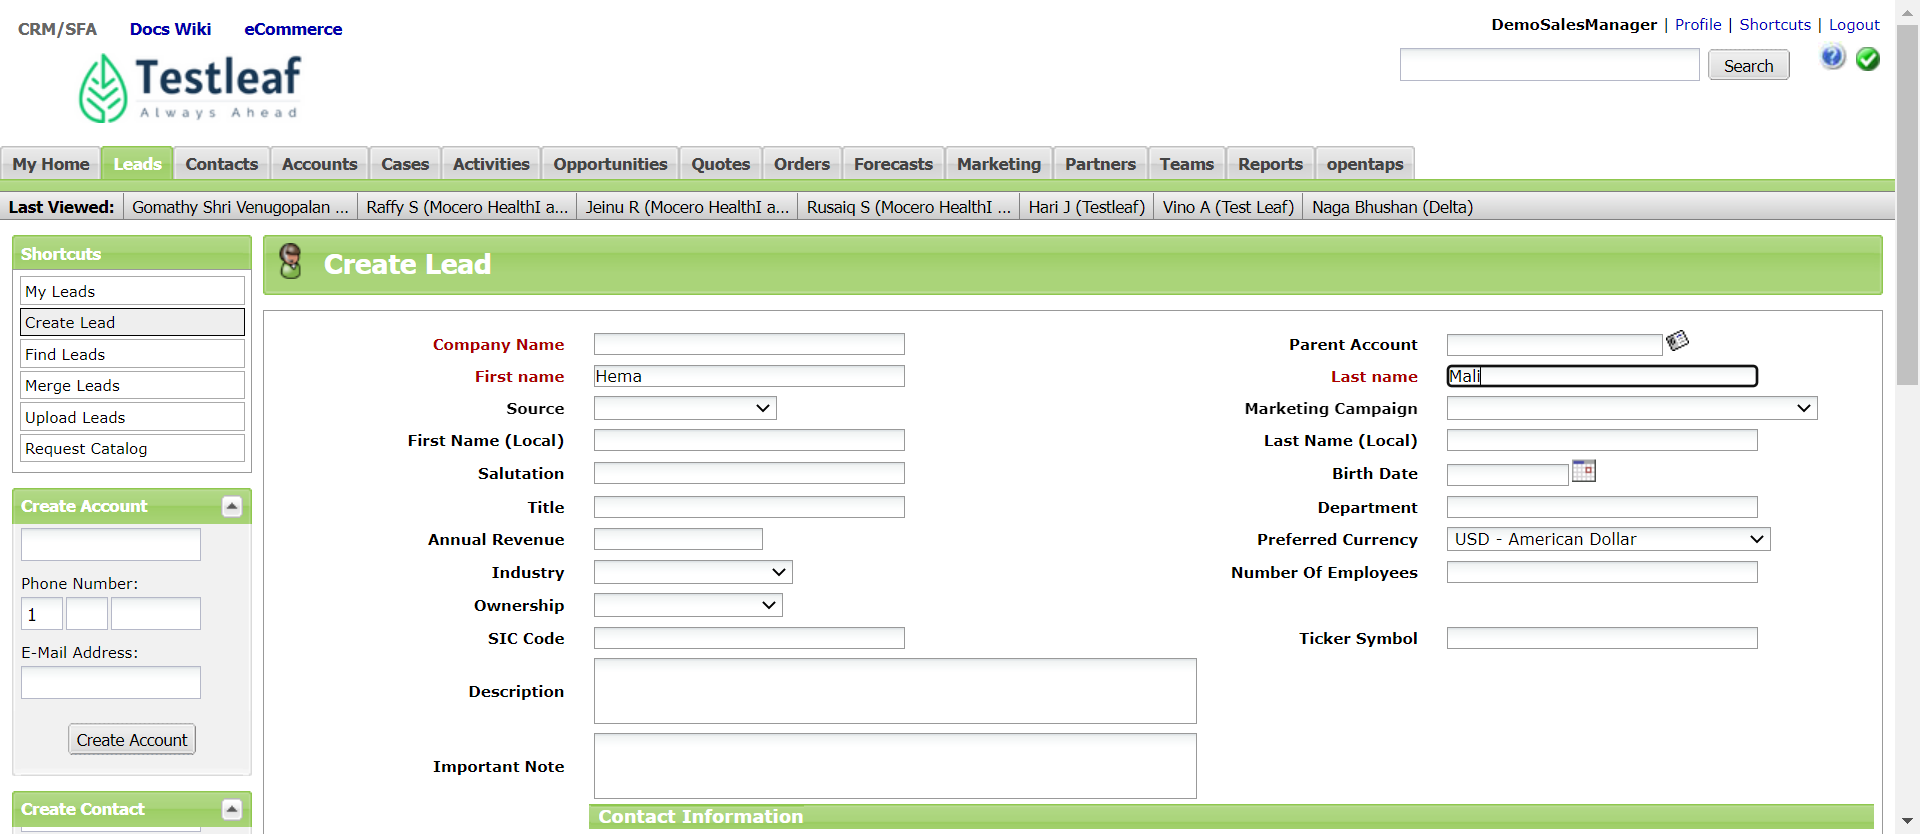 CRM/SFA Docs Wiki eCommerce
DemoSalesManager | Profile | Shortcuts | Logout
Testleaf
Always Ahead
Search
My Home Leads Contacts Accounts Cases Activities Opportunities Quotes Orders Forecasts Marketing Partners Teams Reports opentaps
Last Viewed: Gomathy Shri Venugopalan ... Raffy S (Mocero HealthI a... Jeinu R (Mocero HealthI a... Rusaiq S (Mocero HealthI ... Hari J (Testleaf) Vino A (Test Leaf) Naga Bhushan (Delta)
Shortcuts
My Leads
Create Lead
Find Leads
Merge Leads
Upload Leads
Request Catalog
Create Account
Phone Number:
1
E-Mail Address:
Create Account
Create Contact
Create Lead
Company Name Parent Account
First name Hema Last name Mali
Source Marketing Campaign
First Name (Local) Last Name (Local)
Salutation Birth Date
Title Department
Annual Revenue Preferred Currency USD - American Dollar
Industry Number Of Employees
Ownership
SIC Code Ticker Symbol
Description
Important Note
Contact Information